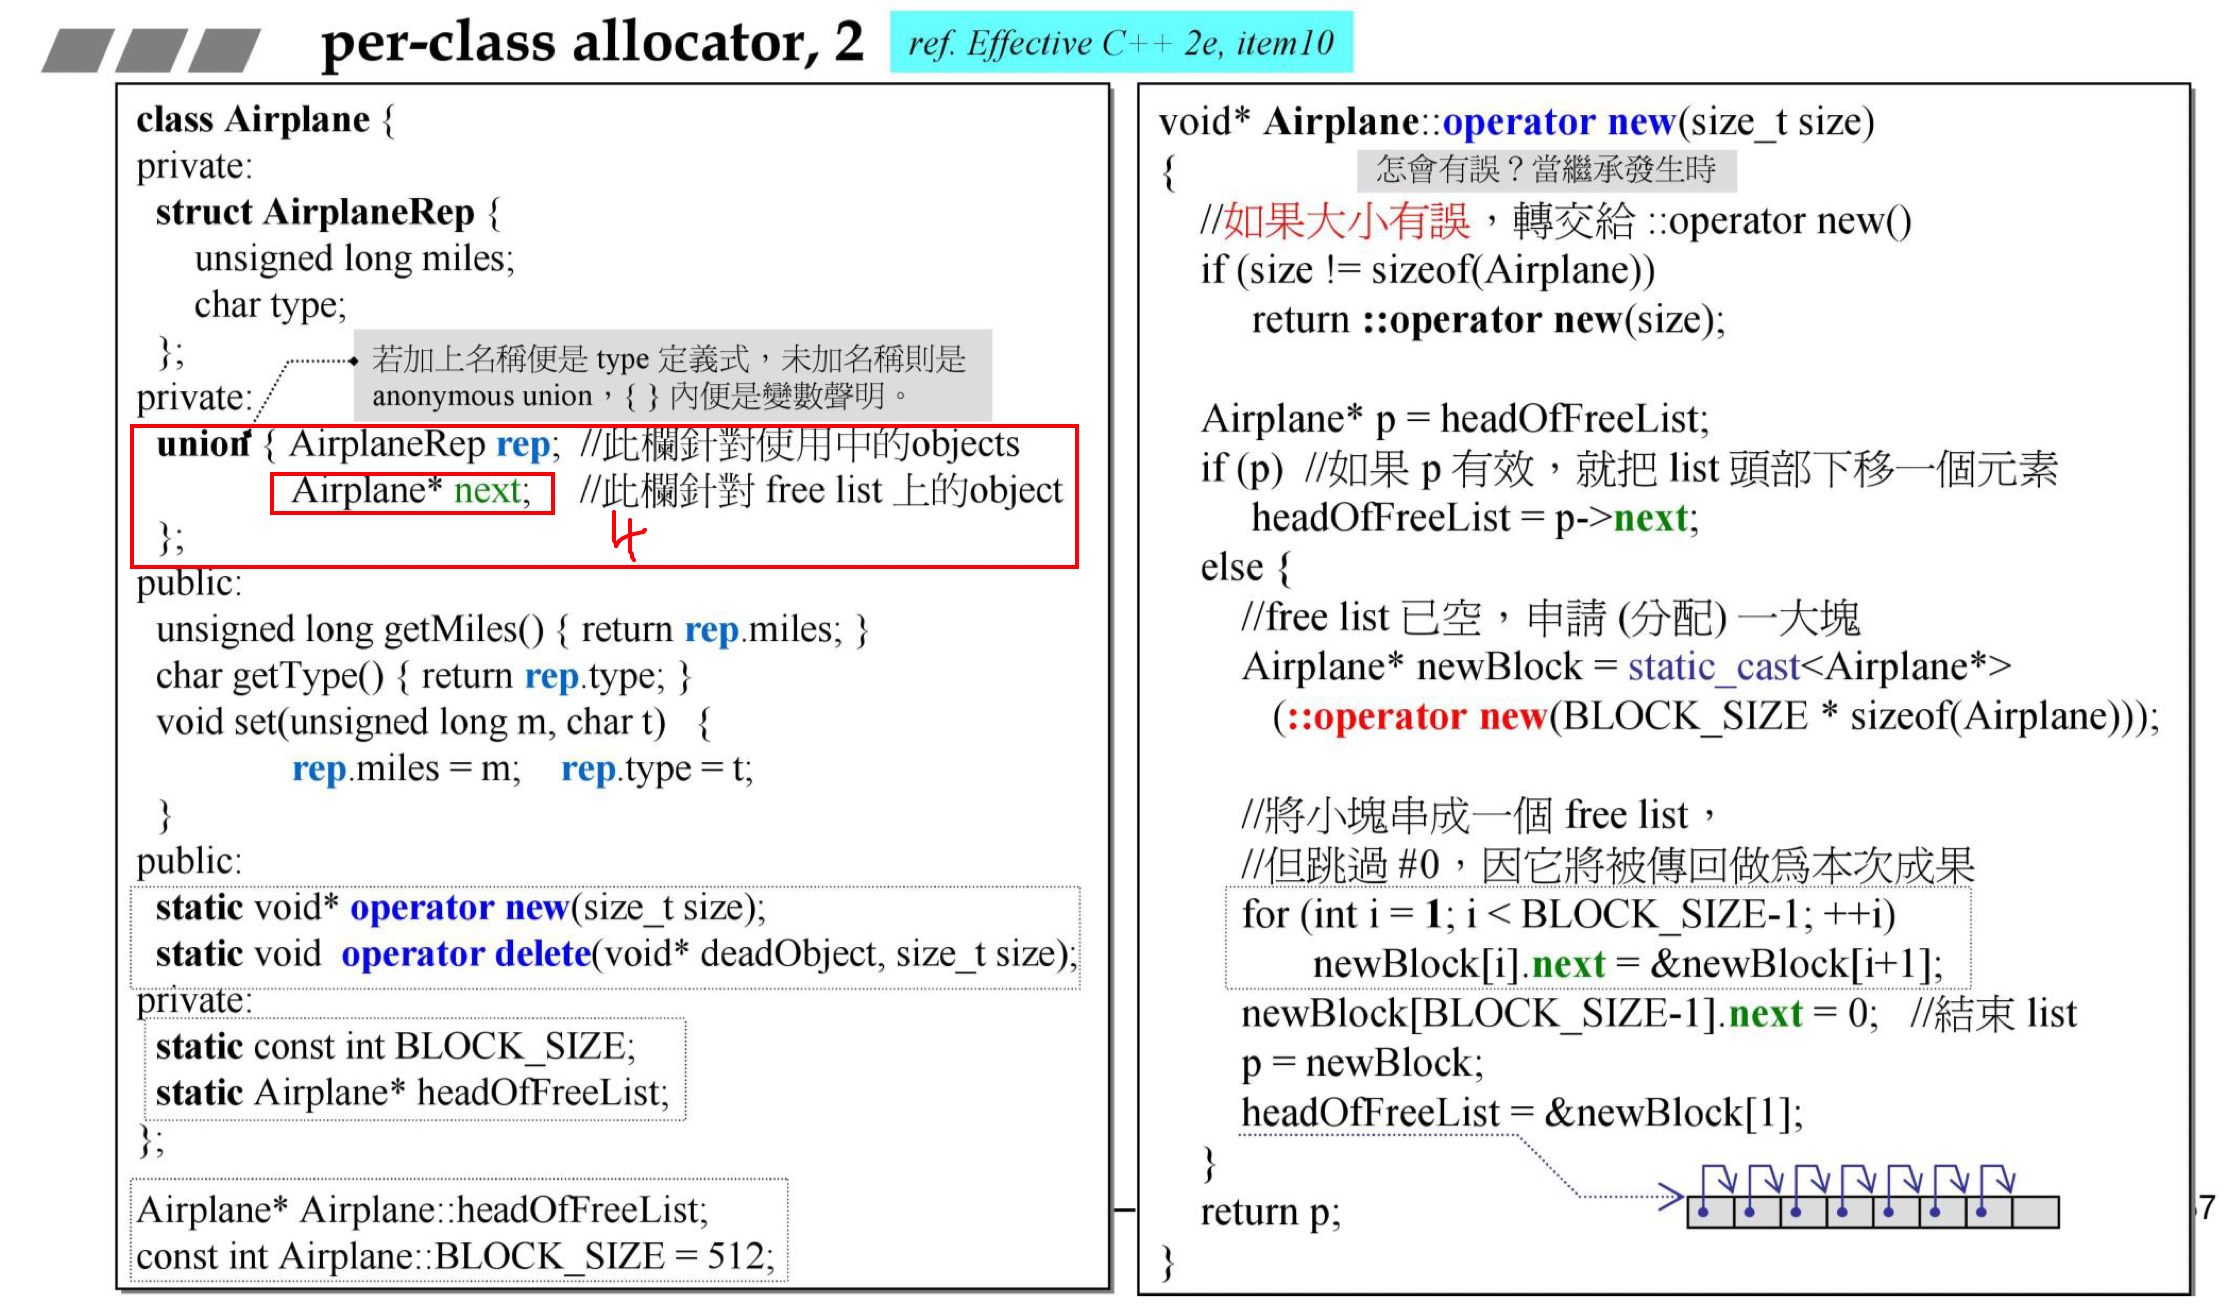 per-class allocator, 2
ref. Effective C++ 2e, item10
class Airplane {
private:
struct AirplaneRep {
unsigned long miles;
char type;
};
若加上名稱便是 type 定義式，未加名稱則是
anonymous union，{ } 內便是變數聲明。
private:
union { AirplaneRep rep; //此欄針對使用中的objects
Airplane* next; //此欄針對 free list 上的object
4
};
public:
unsigned long getMiles() { return rep.miles; }
char getType() { return rep.type; }
void set(unsigned long m, char t) {
rep.miles = m; rep.type = t;
}
public:
static void* operator new(size_t size);
static void operator delete(void* deadObject, size_t size);
private:
static const int BLOCK_SIZE;
static Airplane* headOfFreeList;
};
Airplane* Airplane::headOfFreeList;
const int Airplane::BLOCK_SIZE = 512;
void* Airplane::operator new(size_t size)
{
怎會有誤？當繼承發生時
//如果大小有誤，轉交給 ::operator new()
if (size != sizeof(Airplane))
return ::operator new(size);
Airplane* p = headOfFreeList;
if (p) //如果 p 有效，就把 list 頭部下移一個元素
headOfFreeList = p->next;
else {
//free list 已空，申請 (分配) 一大塊
Airplane* newBlock = static_cast<Airplane*>
(::operator new(BLOCK_SIZE * sizeof(Airplane)));
//將小塊串成一個 free list，
//但跳過 #0，因它將被傳回做為本次成果
for (int i = 1; i < BLOCK_SIZE-1; ++i)
newBlock[i].next = &newBlock[i+1];
newBlock[BLOCK_SIZE-1].next = 0; //結束 list
p = newBlock;
headOfFreeList = &newBlock[1];
}
return p;
}